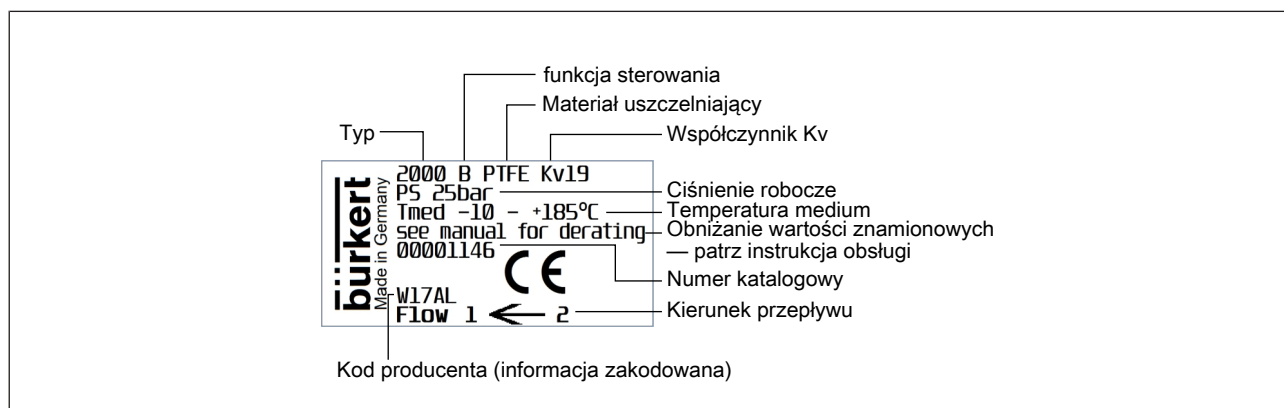 funkcja sterowania
Materiał uszczelniający
Typ
Współczynnik Kv
bürkert
Made in Germany
2000 B PTFE Kv19
PS 25bar
Tmed -10 - +185°C
see manual for derating
00001146
CE
W17AL
Flow 1 ← 2
Ciśnienie robocze
Temperatura medium
Obniżanie wartości znamionowych
— patrz instrukcja obsługi
Numer katalogowy
Kierunek przepływu
Kod producenta (informacja zakodowana)